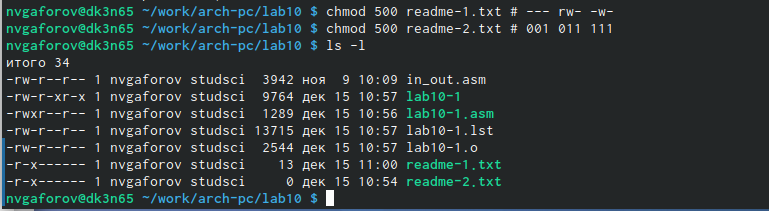 nvgaforov@dk3n65 ~/work/arch-pc/lab10 $ chmod 500 readme-1.txt # --- rw- -w-
nvgaforov@dk3n65 ~/work/arch-pc/lab10 $ chmod 500 readme-2.txt # 001 011 111
nvgaforov@dk3n65 ~/work/arch-pc/lab10 $ ls -l
итого 34
-rw-r--r-- 1 nvgaforov studsci  3942 ноя  9 10:09 in_out.asm
-rw-r-xr-x 1 nvgaforov studsci  9764 дек 15 10:57 lab10-1
-rwxr--r-- 1 nvgaforov studsci  1289 дек 15 10:56 lab10-1.asm
-rw-r--r-- 1 nvgaforov studsci 13715 дек 15 10:57 lab10-1.lst
-rw-r--r-- 1 nvgaforov studsci  2544 дек 15 10:57 lab10-1.o
-r-x------ 1 nvgaforov studsci    13 дек 15 11:00 readme-1.txt
-r-x------ 1 nvgaforov studsci     0 дек 15 10:54 readme-2.txt
nvgaforov@dk3n65 ~/work/arch-pc/lab10 $